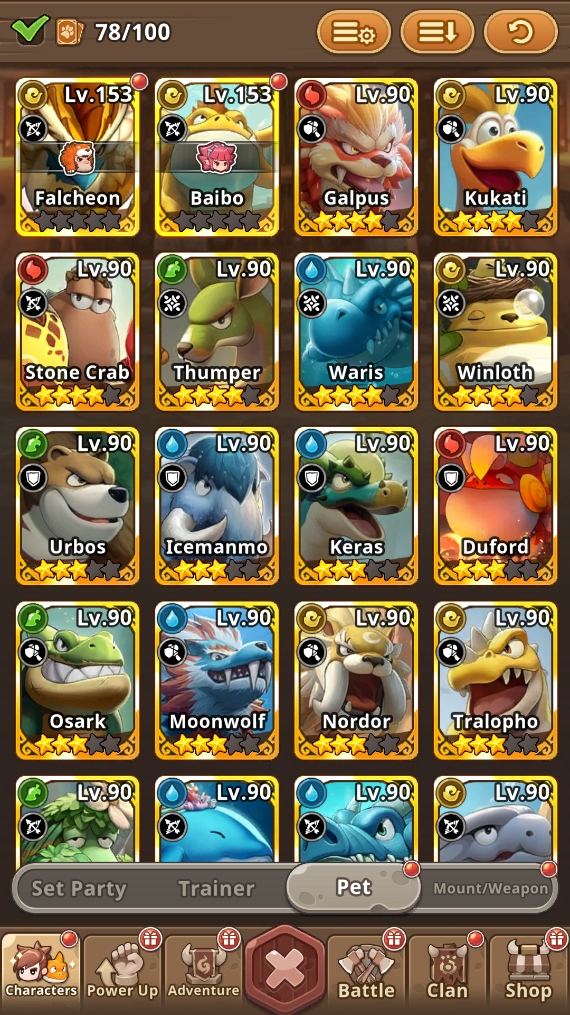 78/100
Lv.153 Lv.153 Lv.90 Lv.90
Falcheon Baibo Galpus Kukati
Lv.90 Lv.90 Lv.90 Lv.90
Stone Crab Thumper Waris Winloth
Lv.90 Lv.90 Lv.90 Lv.90
Urbos Icemanmo Keras Duford
Lv.90 Lv.90 Lv.90 Lv.90
Osark Moonwolf Nordor Tralopho
Lv.90 Lv.90 Lv.90 Lv.90
Set Party Trainer Pet Mount/Weapon
Characters Power Up Adventure Battle Clan Shop